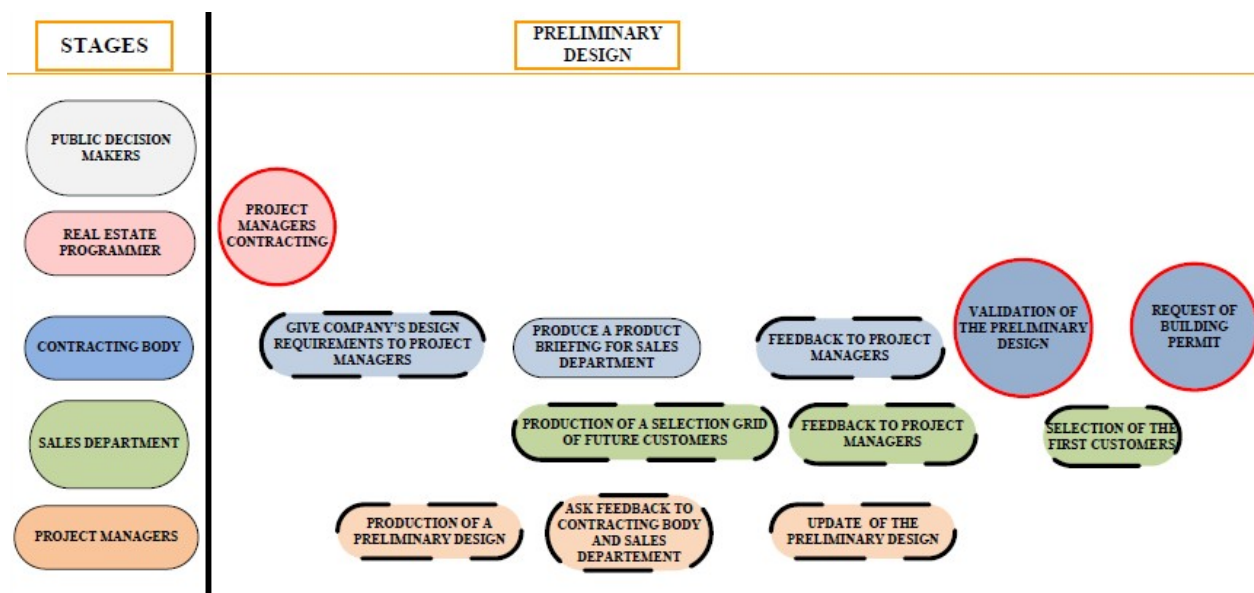 STAGES
PRELIMINARY
DESIGN
PUBLIC DECISION
MAKERS
REAL ESTATE
PROGRAMMER
PROJECT
MANAGERS
CONTRACTING
CONTRACTING BODY
GIVE COMPANY'S DESIGN
REQUIREMENTS TO PROJECT
MANAGERS
PRODUCE A PRODUCT
BRIEFING FOR SALES
DEPARTMENT
FEEDBACK TO PROJECT
MANAGERS
VALIDATION OF
THE PRELIMINARY
DESIGN
REQUEST OF
BUILDING
PERMIT
SALES DEPARTMENT
PRODUCTION OF A SELECTION GRID
OF FUTURE CUSTOMERS
FEEDBACK TO PROJECT
MANAGERS
SELECTION OF THE
FIRST CUSTOMERS
PROJECT MANAGERS
PRODUCTION OF A
PRELIMINARY DESIGN
ASK FEEDBACK TO
CONTRACTING BODY
AND SALES
DEPARTEMENT
UPDATE OF THE
PRELIMINARY DESIGN